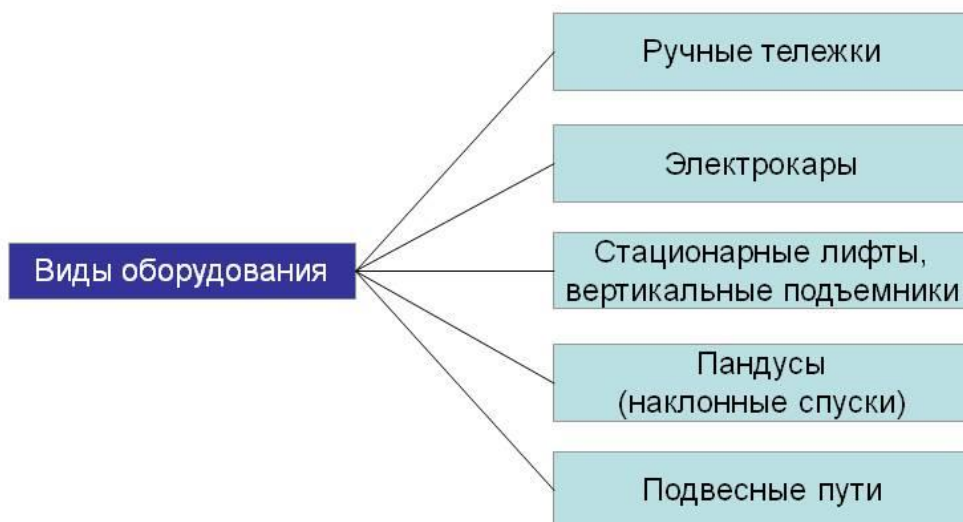 Ручные тележки
Электрокары
Виды оборудования
Стационарные лифты,
вертикальные подъемники
Пандусы
(наклонные спуски)
Подвесные пути